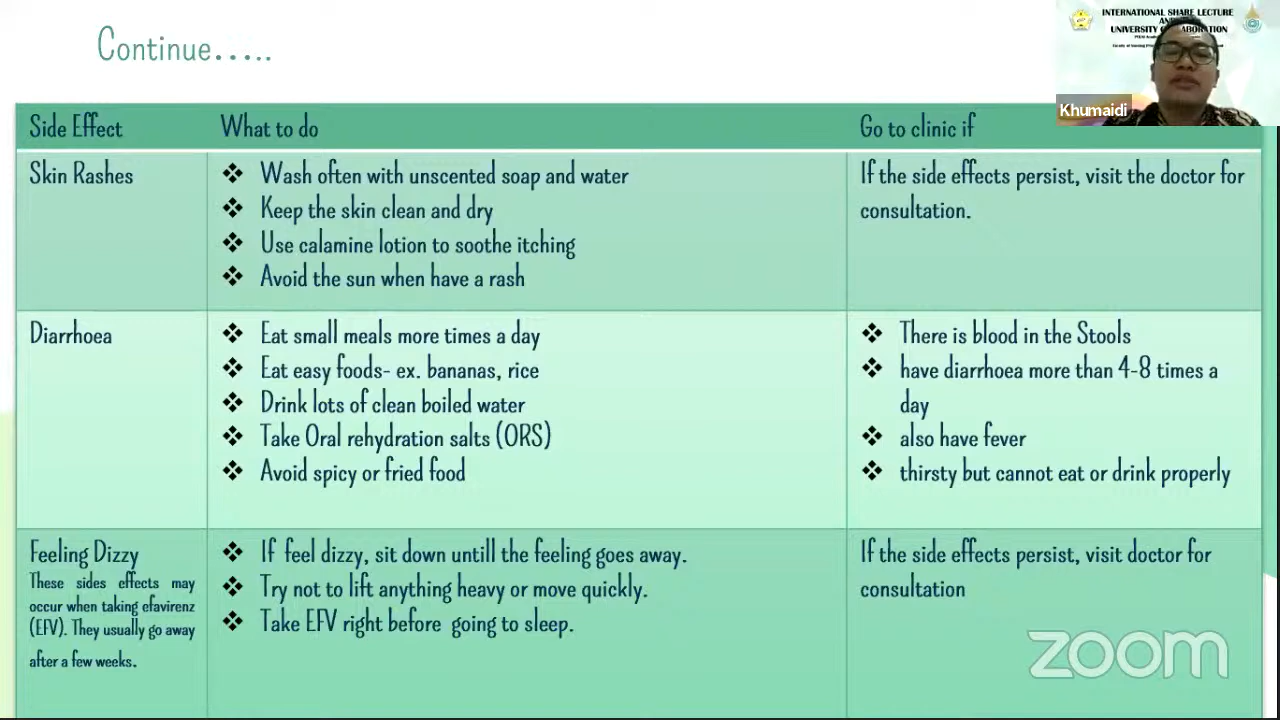 Continue.....
INTERNATIONAL SHARE LECTURE
AND
UNIVERSITY
Khumaidi
Side Effect
What to do
Go to clinic if
Skin Rashes
❖ Wash often with unscented soap and water
❖ Keep the skin clean and dry
❖ Use calamine lotion to soothe itching
❖ Avoid the sun when have a rash
If the side effects persist, visit the doctor for
consultation.
Diarrhoea
❖ Eat small meals more times a day
❖ Eat easy foods- ex. bananas, rice
❖ Drink lots of clean boiled water
❖ Take Oral rehydration salts (ORS)
❖ Avoid spicy or fried food
❖ There is blood in the Stools
❖ have diarrhoea more than 4-8 times a
day
❖ also have fever
❖ thirsty but cannot eat or drink properly
Feeling Dizzy
These sides effects may
occur when taking efavirenz
(EFV). They usually go away
after a few weeks.
❖ If feel dizzy, sit down untill the feeling goes away.
❖ Try not to lift anything heavy or move quickly.
❖ Take EFV right before going to sleep.
If the side effects persist, visit doctor for
consultation
zoom